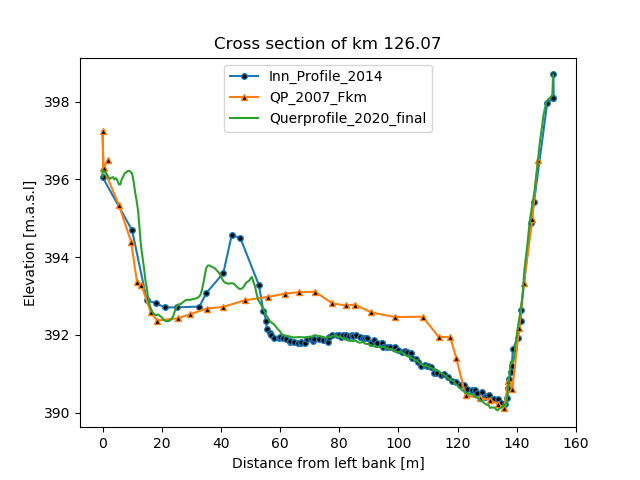 Cross section of km 126.07
Inn_Profile_2014
QP_2007_Fkm
Querprofile_2020_final
Elevation [m.a.s.l]
398
396
394
392
390
0 20 40 60 80 100 120 140 160
Distance from left bank [m]